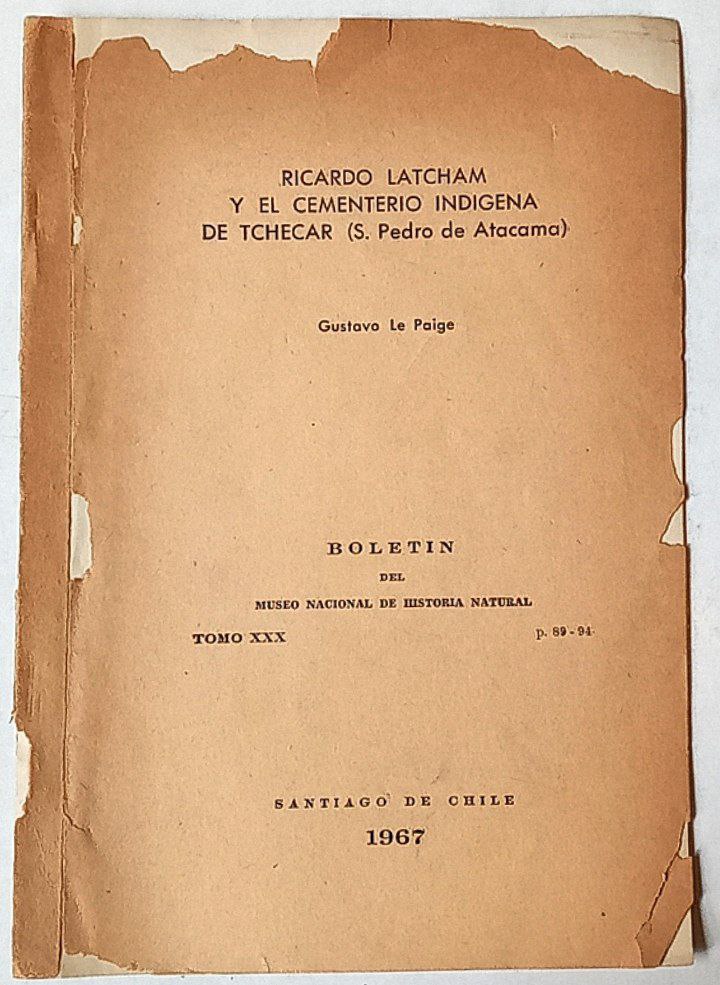 RICARDO LATCHAM
Y EL CEMENTERIO INDIGENA
DE TCHECAR (S. Pedro de Atacama)
Gustavo Le Paige
BOLETIN
DEL
MUSEO NACIONAL DE HISTORIA NATURAL
TOMO XXX p. 89-94
SANTIAGO DE CHILE
1967